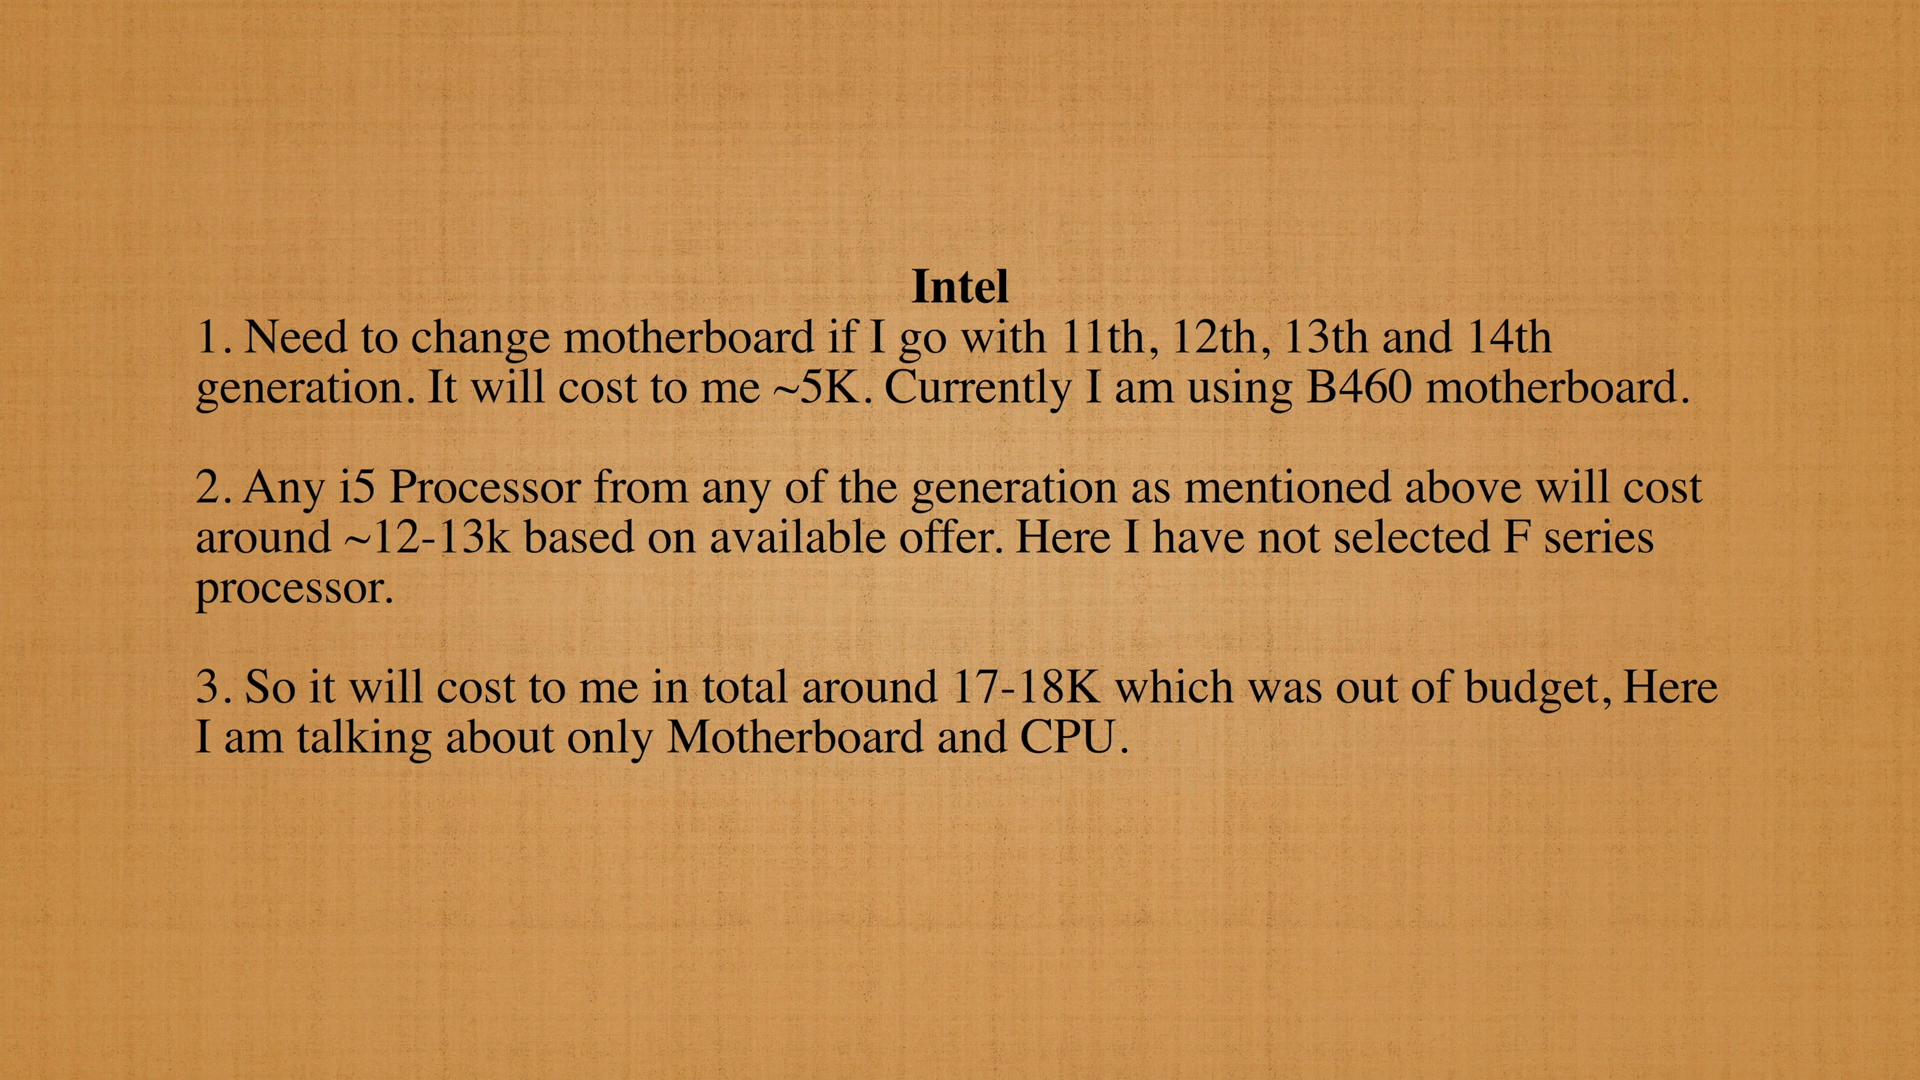 Intel
1. Need to change motherboard if I go with 11th, 12th, 13th and 14th
generation. It will cost to me ~5K. Currently I am using B460 motherboard.
2. Any i5 Processor from any of the generation as mentioned above will cost
around ~12-13k based on available offer. Here I have not selected F series
processor.
3. So it will cost to me in total around 17-18K which was out of budget, Here
I am talking about only Motherboard and CPU.